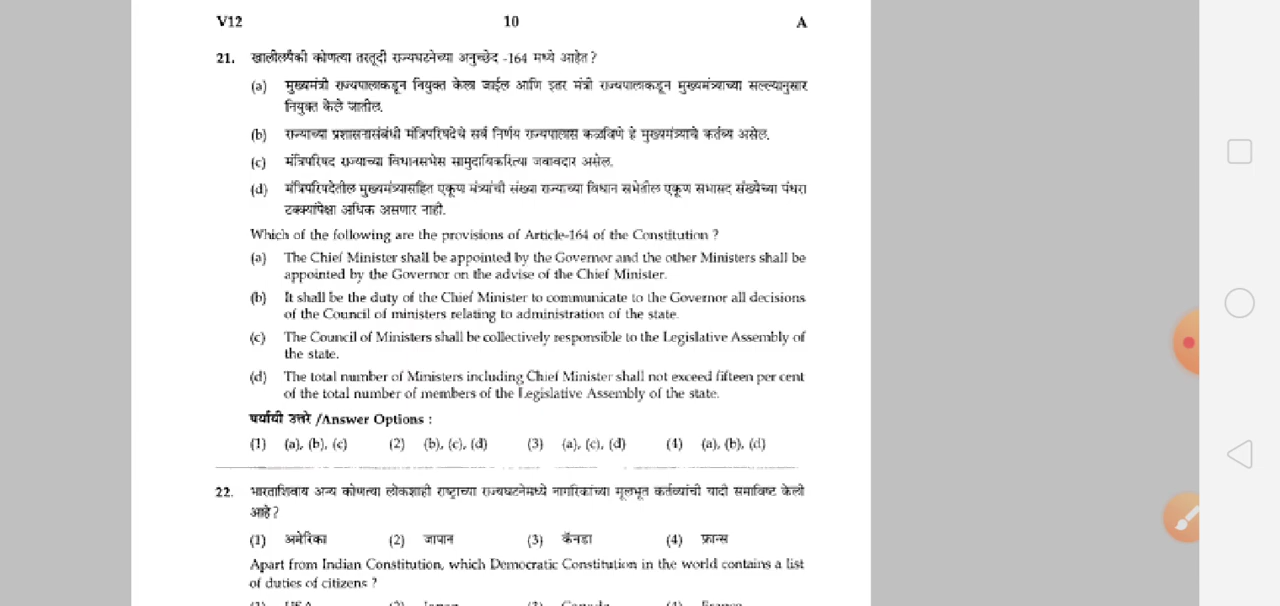 V12 10 A
21. खालीलपैकी कोणत्या तरतूदी राज्यघटनेच्या अनुच्छेद -164 मध्ये आहेत ?
(a) मुख्यमंत्री राज्यपालाकडून नियुक्त केला जाईल आणि इतर मंत्री राज्यपालाकडून मुख्यमंत्र्याच्या सल्ल्यानुसार
नियुक्त केले जातील.
(b) राज्याच्या प्रशासनासंबंधी मंत्रिपरिषदेचे सर्व निर्णय राज्यपालास कळविणे हे मुख्यमंत्र्याचे कर्तव्य असेल.
(c) मंत्रिपरिषद राज्याच्या विधानसभेस सामुदायिकरित्या जबाबदार असेल.
(d) मंत्रिपरिषदेतील मुख्यमंत्र्यासहित एकूण मंत्र्यांची संख्या राज्याच्या विधान सभेतील एकूण सभासद संख्येच्या पंधरा
टक्क्यांपेक्षा अधिक असणार नाही.
Which of the following are the provisions of Article-164 of the Constitution ?
(a) The Chief Minister shall be appointed by the Governor and the other Ministers shall be
appointed by the Governor on the advise of the Chief Minister.
(b) It shall be the duty of the Chief Minister to communicate to the Governor all decisions
of the Council of ministers relating to administration of the state.
(c) The Council of Ministers shall be collectively responsible to the Legislative Assembly of
the state.
(d) The total number of Ministers including Chief Minister shall not exceed fifteen per cent
of the total number of members of the Legislative Assembly of the state.
पर्यायी उत्तरे /Answer Options :
(1) (a), (b), (c) (2) (b), (c), (d) (3) (a), (c), (d) (4) (a), (b), (d)
22. भारताशिवाय अन्य कोणत्या लोकशाही राष्ट्राच्या राज्यघटनेमध्ये नागरिकांच्या मूलभूत कर्तव्यांची यादी समाविष्ट केली
आहे ?
(1) अमेरिका (2) जापान (3) कॅनडा (4) फ्रान्स
Apart from Indian Constitution, which Democratic Constitution in the world contains a list
of duties of citizens ?
(1) USA (2) Japan (3) Canada (4) France